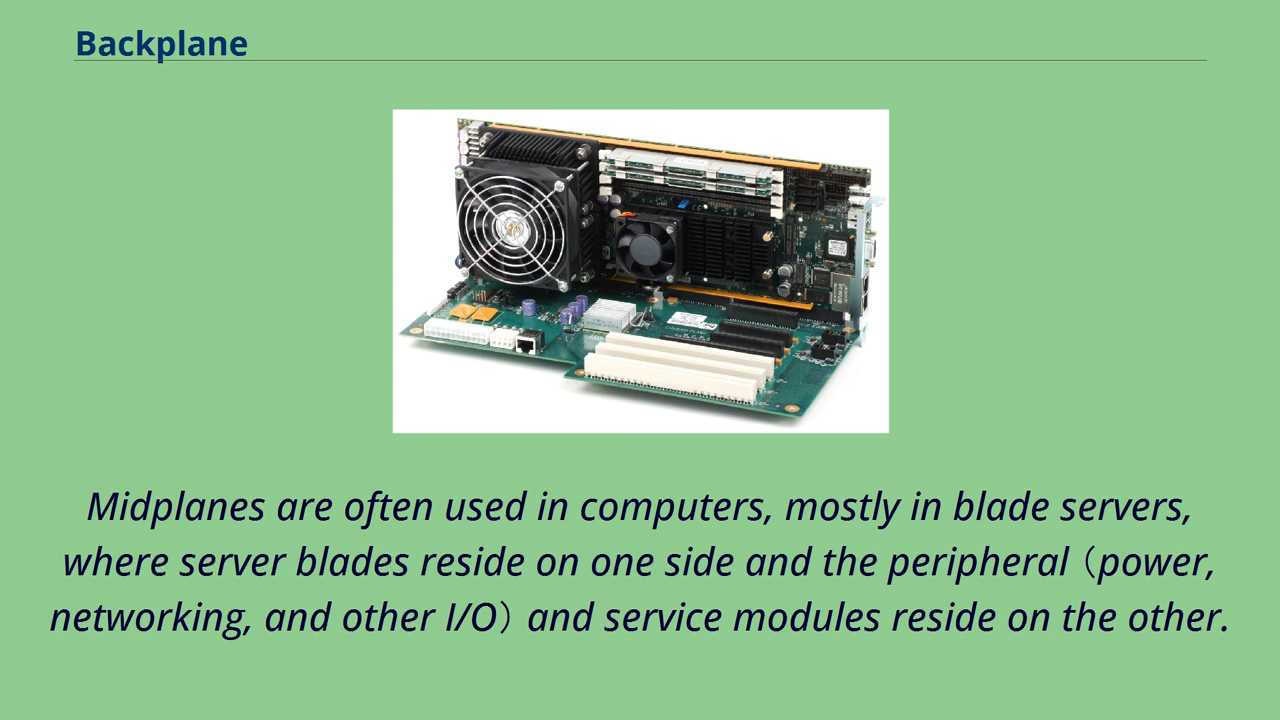 Backplane
Midplanes are often used in computers, mostly in blade servers,
where server blades reside on one side and the peripheral（power,
networking, and other I/O）and service modules reside on the other.